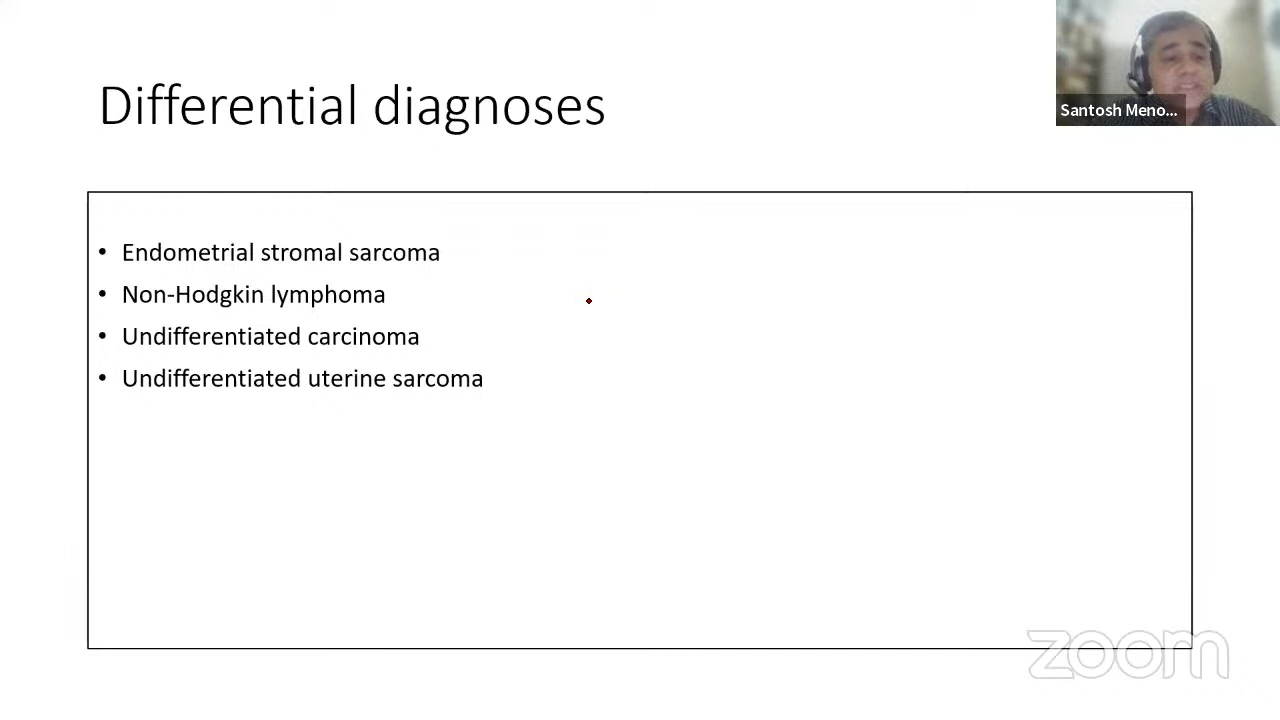 Differential diagnoses
Santosh Meno...
• Endometrial stromal sarcoma
• Non-Hodgkin lymphoma
• Undifferentiated carcinoma
• Undifferentiated uterine sarcoma
zoom